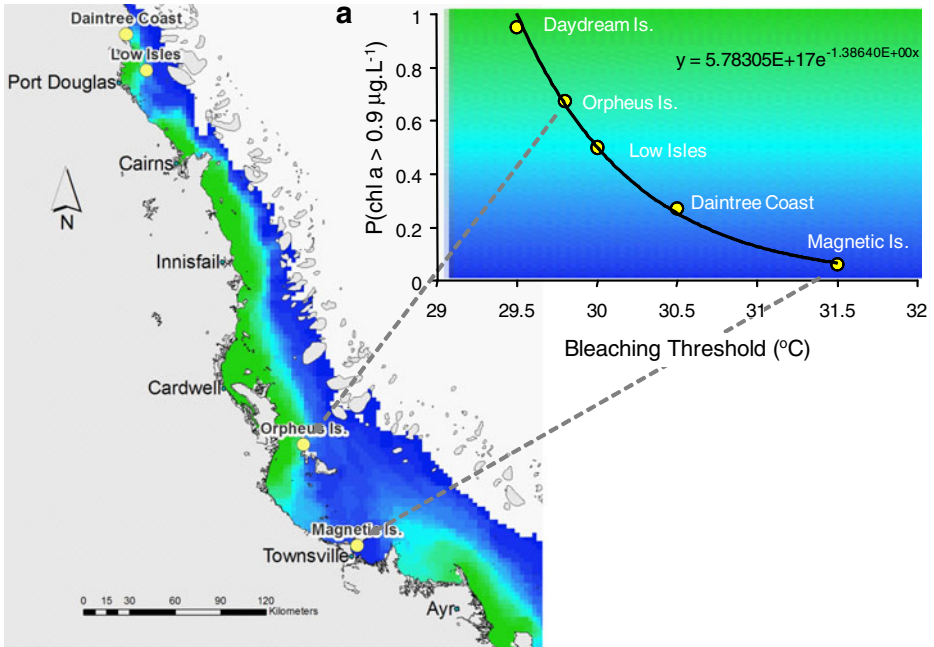 Daintree Coast
Low Isles
Port Douglas
Cairns
N
Innisfail
Cardwell
Orpheus Is.
Magnetic Is.
Townsville
Ayr
0 15 30 60 90 120
Kilometers
a
P(chl a > 0.9 µg.L-1)
1
0.8
0.6
0.4
0.2
0
Daydream Is.
y = 5.78305E+17e-1.38640E+00x
Orpheus Is.
Low Isles
Daintree Coast
Magnetic Is.
29 29.5 30 30.5 31 31.5 32
Bleaching Threshold (oC)